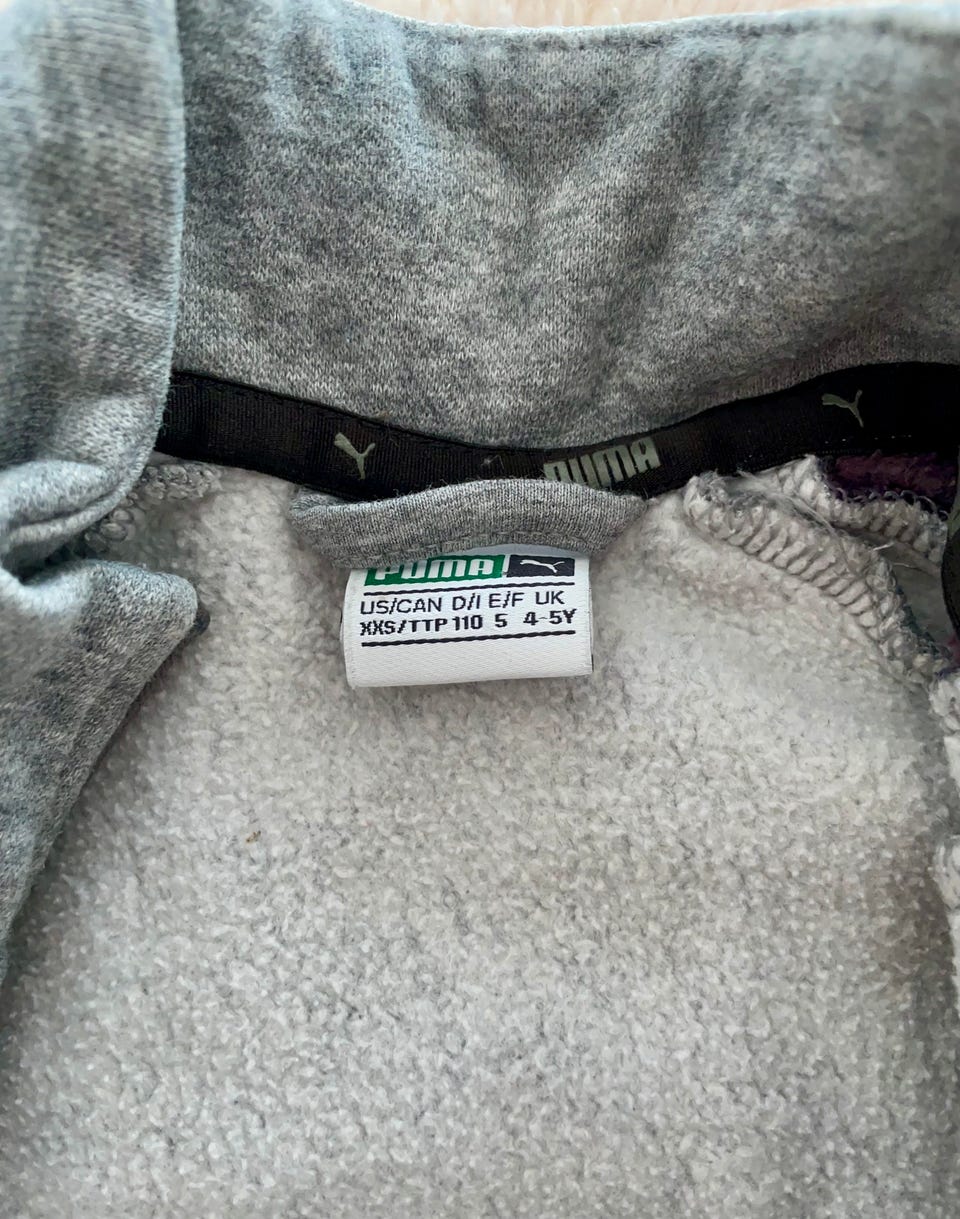 PUMA
PUMA
US/CAN D/I E/F UK
XXS/TTP 110 5 4-5Y